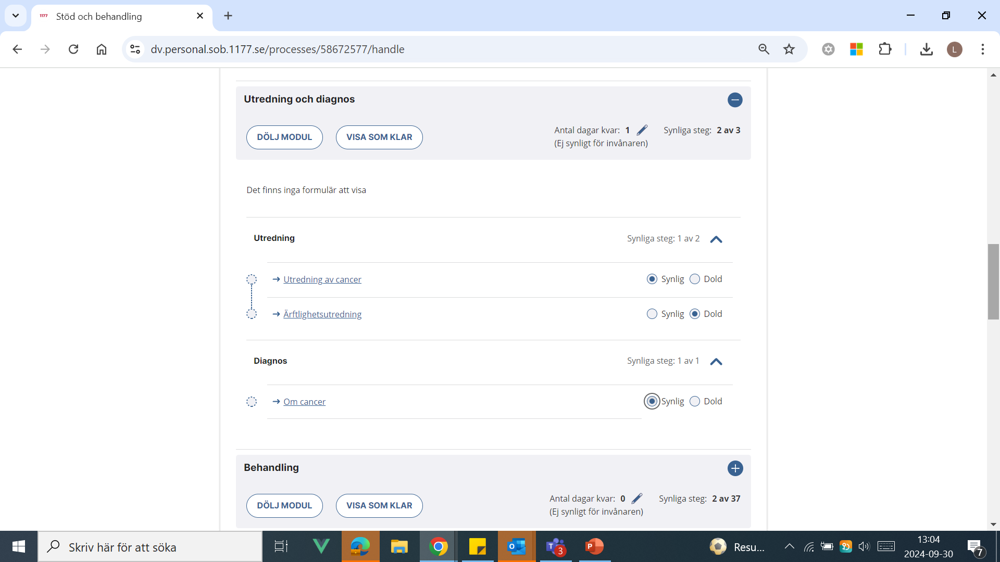 1177 Stöd och behandling
dv.personal.sob.1177.se/processes/58672577/handle
L
Utredning och diagnos
DÖLJ MODUL VISA SOM KLAR Antal dagar kvar: 1 Synliga steg: 2 av 3
(Ej synligt för invånaren)
Det finns inga formulär att visa
Utredning Synliga steg: 1 av 2
→ Utredning av cancer Synlig Dold
→ Ärftlighetsutredning Synlig Dold
Diagnos Synliga steg: 1 av 1
→ Om cancer Synlig Dold
Behandling
DÖLJ MODUL VISA SOM KLAR Antal dagar kvar: 0 Synliga steg: 2 av 37
(Ej synligt för invånaren)
Skriv här för att söka
T 3
P
Resu...
13:04
2024-09-30
7